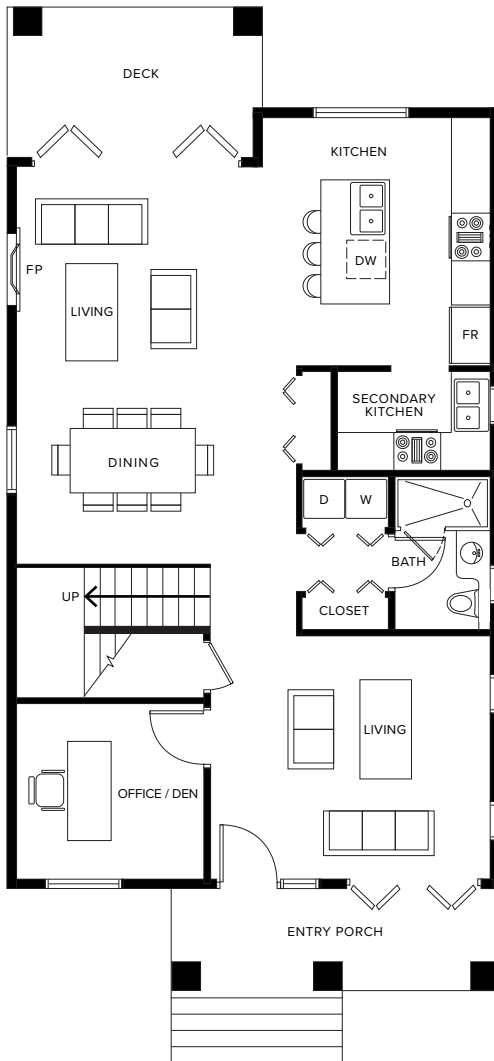 DECK
KITCHEN
DW
FP
LIVING
FR
SECONDARY
KITCHEN
DINING
D
W
BATH
UP
CLOSET
LIVING
OFFICE / DEN
ENTRY PORCH